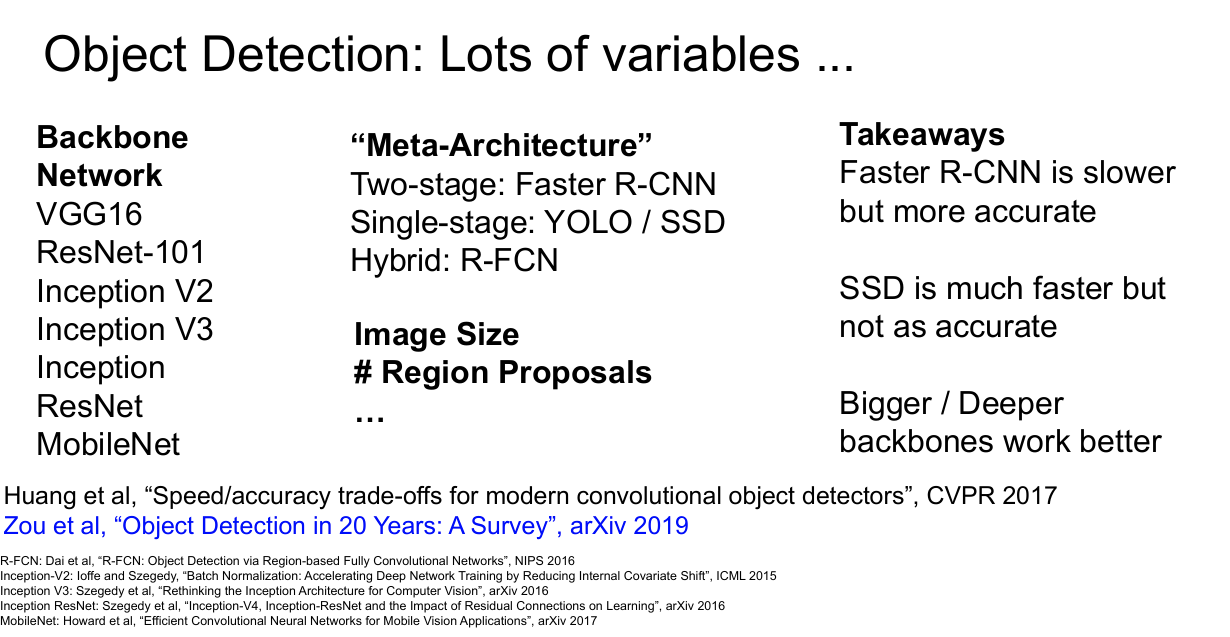 Object Detection: Lots of variables ...
Backbone
Network
VGG16
ResNet-101
Inception V2
Inception V3
Inception
ResNet
MobileNet
“Meta-Architecture”
Two-stage: Faster R-CNN
Single-stage: YOLO / SSD
Hybrid: R-FCN
Image Size
# Region Proposals
…
Takeaways
Faster R-CNN is slower
but more accurate
SSD is much faster but
not as accurate
Bigger / Deeper
backbones work better
Huang et al, “Speed/accuracy trade-offs for modern convolutional object detectors”, CVPR 2017
Zou et al, “Object Detection in 20 Years: A Survey”, arXiv 2019
R-FCN: Dai et al, “R-FCN: Object Detection via Region-based Fully Convolutional Networks”, NIPS 2016
Inception-V2: Ioffe and Szegedy, “Batch Normalization: Accelerating Deep Network Training by Reducing Internal Covariate Shift”, ICML 2015
Inception V3: Szegedy et al, “Rethinking the Inception Architecture for Computer Vision”, arXiv 2016
Inception ResNet: Szegedy et al, “Inception-V4, Inception-ResNet and the Impact of Residual Connections on Learning”, arXiv 2016
MobileNet: Howard et al, “Efficient Convolutional Neural Networks for Mobile Vision Applications”, arXiv 2017